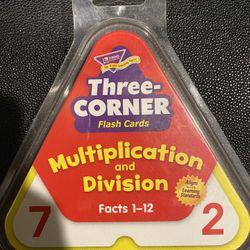 Three-
CORNER
Flash Cards
Multiplication
and
Division
Facts 1–12
7
2